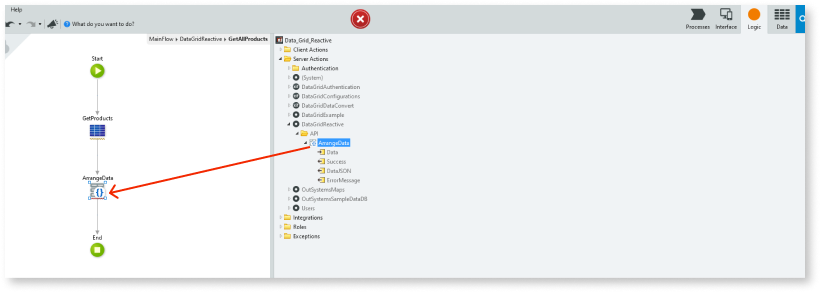 Help
What do you want to do?
Processes
Interface
Logic
Data
MainFlow ▸ DataGridReactive ▸ GetAllProducts
Start
GetProducts
ArrangeData
End
Data_Grid_Reactive
Client Actions
Server Actions
Authentication
(System)
DataGridAuthentication
DataGridConfigurations
DataGridDataConvert
DataGridExample
DataGridReactive
API
ArrangeData
Data
Success
DataJSON
ErrorMessage
OutSystemsMaps
OutSystemsSampleDataDB
Users
Integrations
Roles
Exceptions